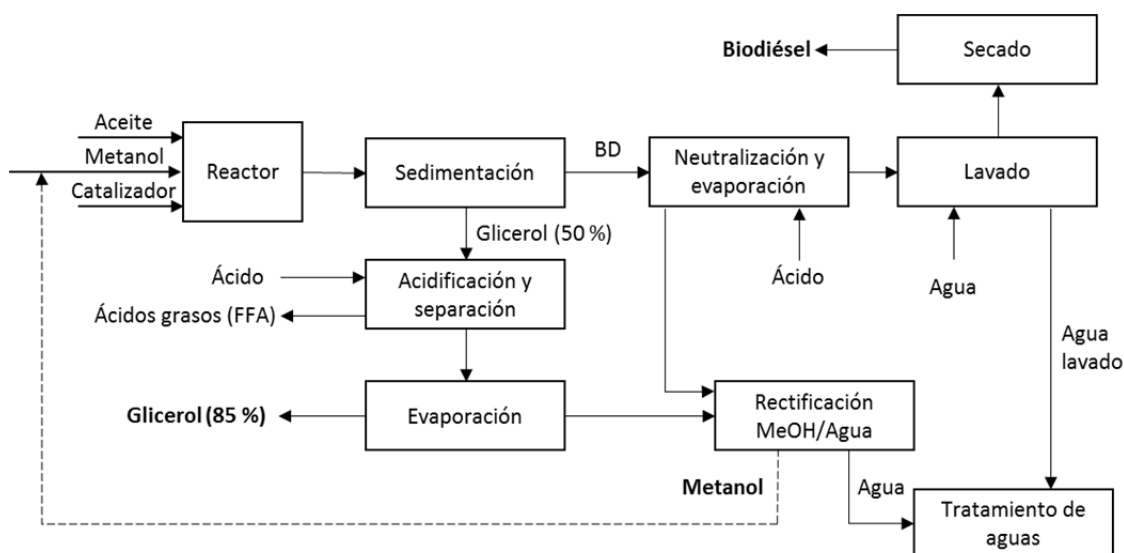 Biodiésel
Secado
Aceite
Metanol
Catalizador
Reactor
Sedimentación
BD
Neutralización y
evaporación
Lavado
Glicerol (50 %)
Ácido
Ácidos grasos (FFA)
Acidificación y
separación
Ácido
Agua
Agua
lavado
Glicerol (85 %)
Evaporación
Rectificación
MeOH/Agua
Metanol
Agua
Tratamiento de
aguas